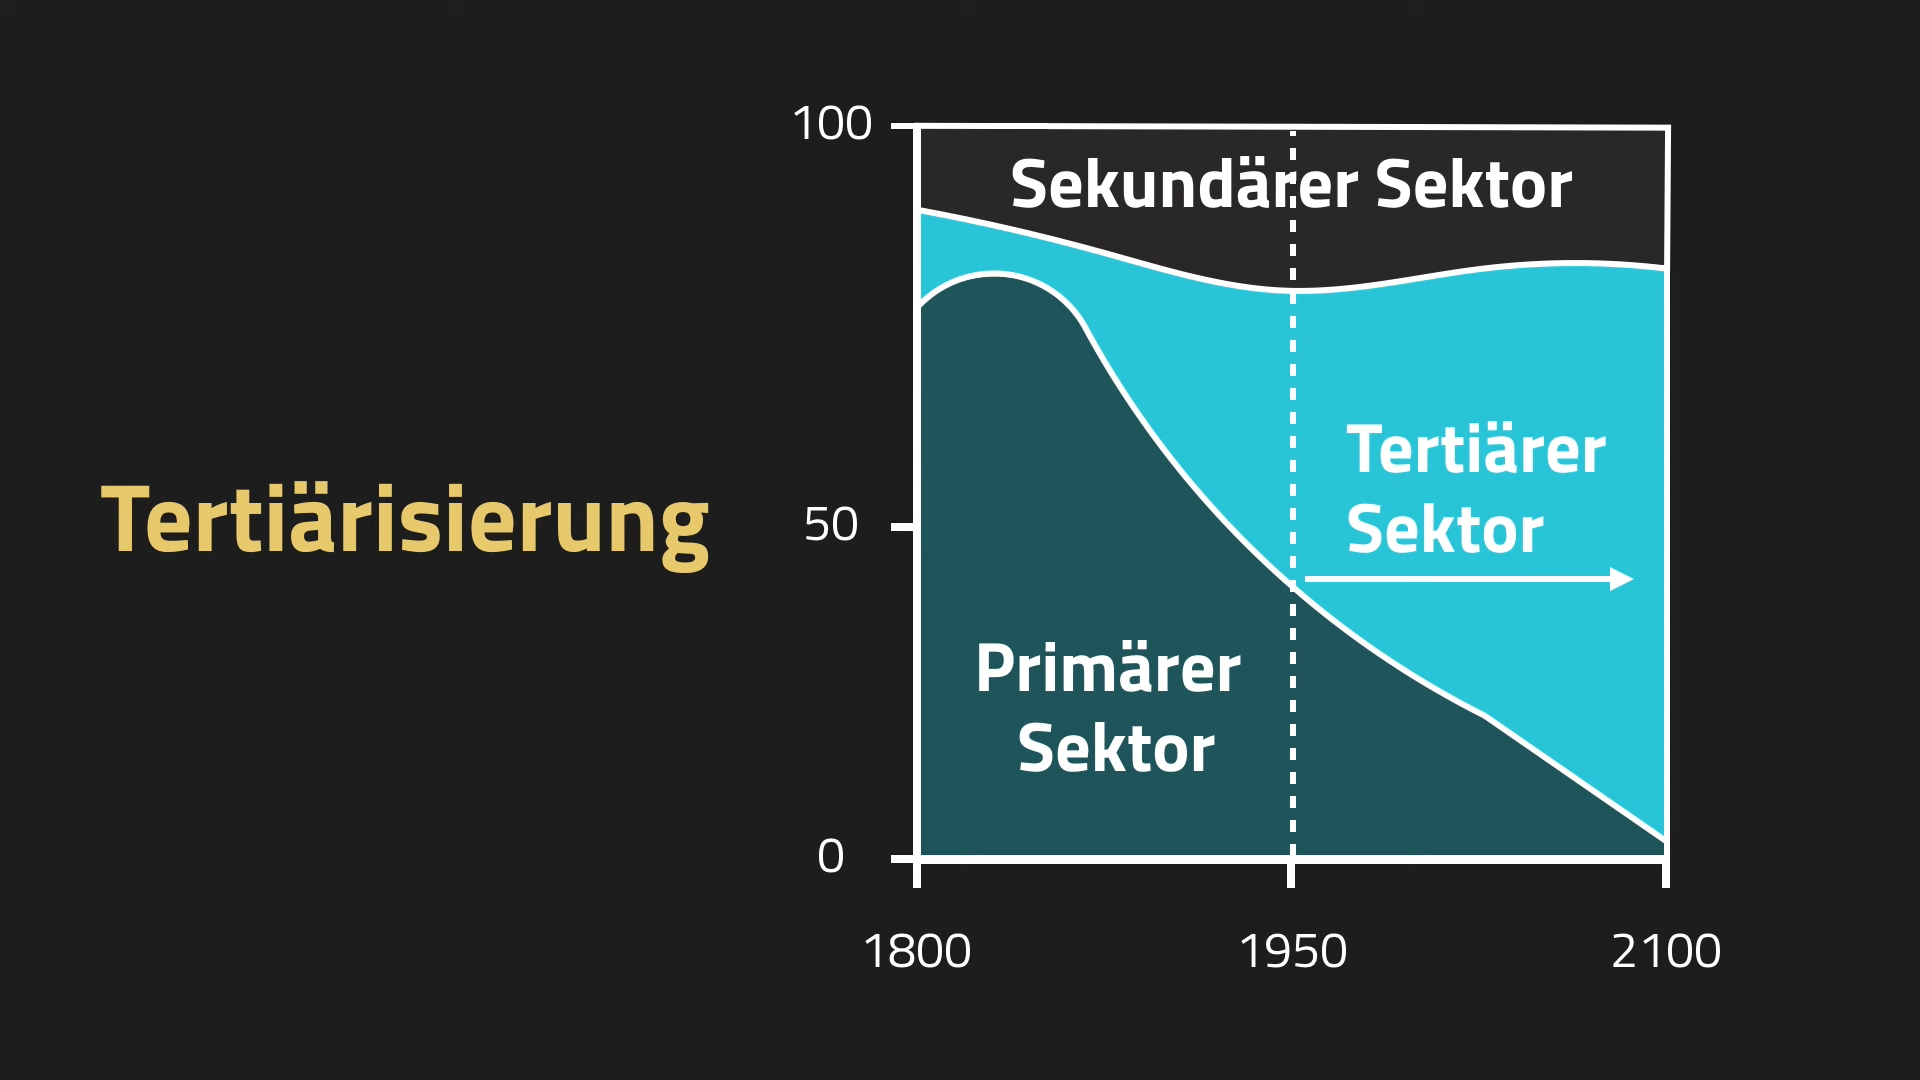 Tertiärisierung
100
50
0
Sekundärer Sektor
Tertiärer
Sektor
Primärer
Sektor
1800
1950
2100